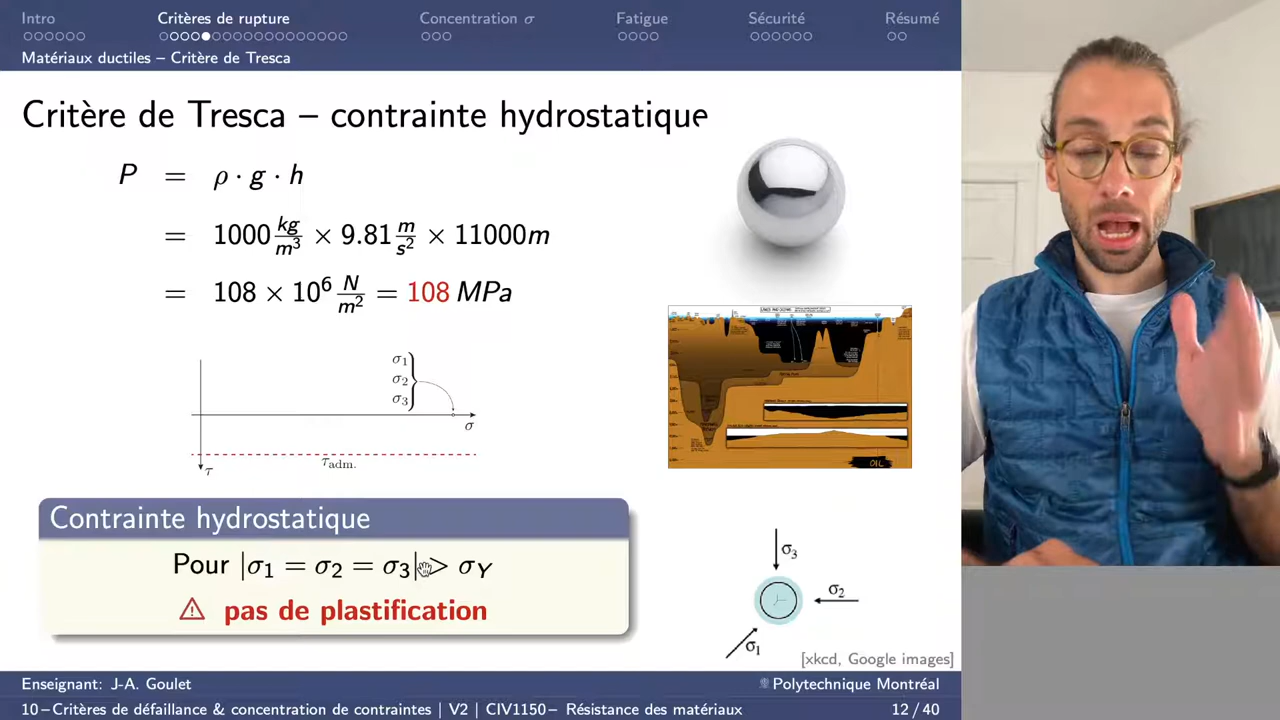 Intro Critères de rupture Concentration σ Fatigue Sécurité Résumé
Matériaux ductiles – Critère de Tresca
Critère de Tresca – contrainte hydrostatique
P = ρ · g · h
= 1000 kg/m³ × 9.81 m/s² × 11000m
= 108 × 10⁶ N/m² = 108 MPa
σ₁
σ₂
σ₃
σ
τadm.
τ
OIL
Contrainte hydrostatique
Pour |σ₁ = σ₂ = σ₃| > σY
pas de plastification
σ₃
σ₂
σ₁
[xkcd, Google images]
Enseignant: J-A. Goulet Polytechnique Montréal
10–Critères de défaillance & concentration de contraintes | V2 | CIV1150– Résistance des matériaux 12 / 40